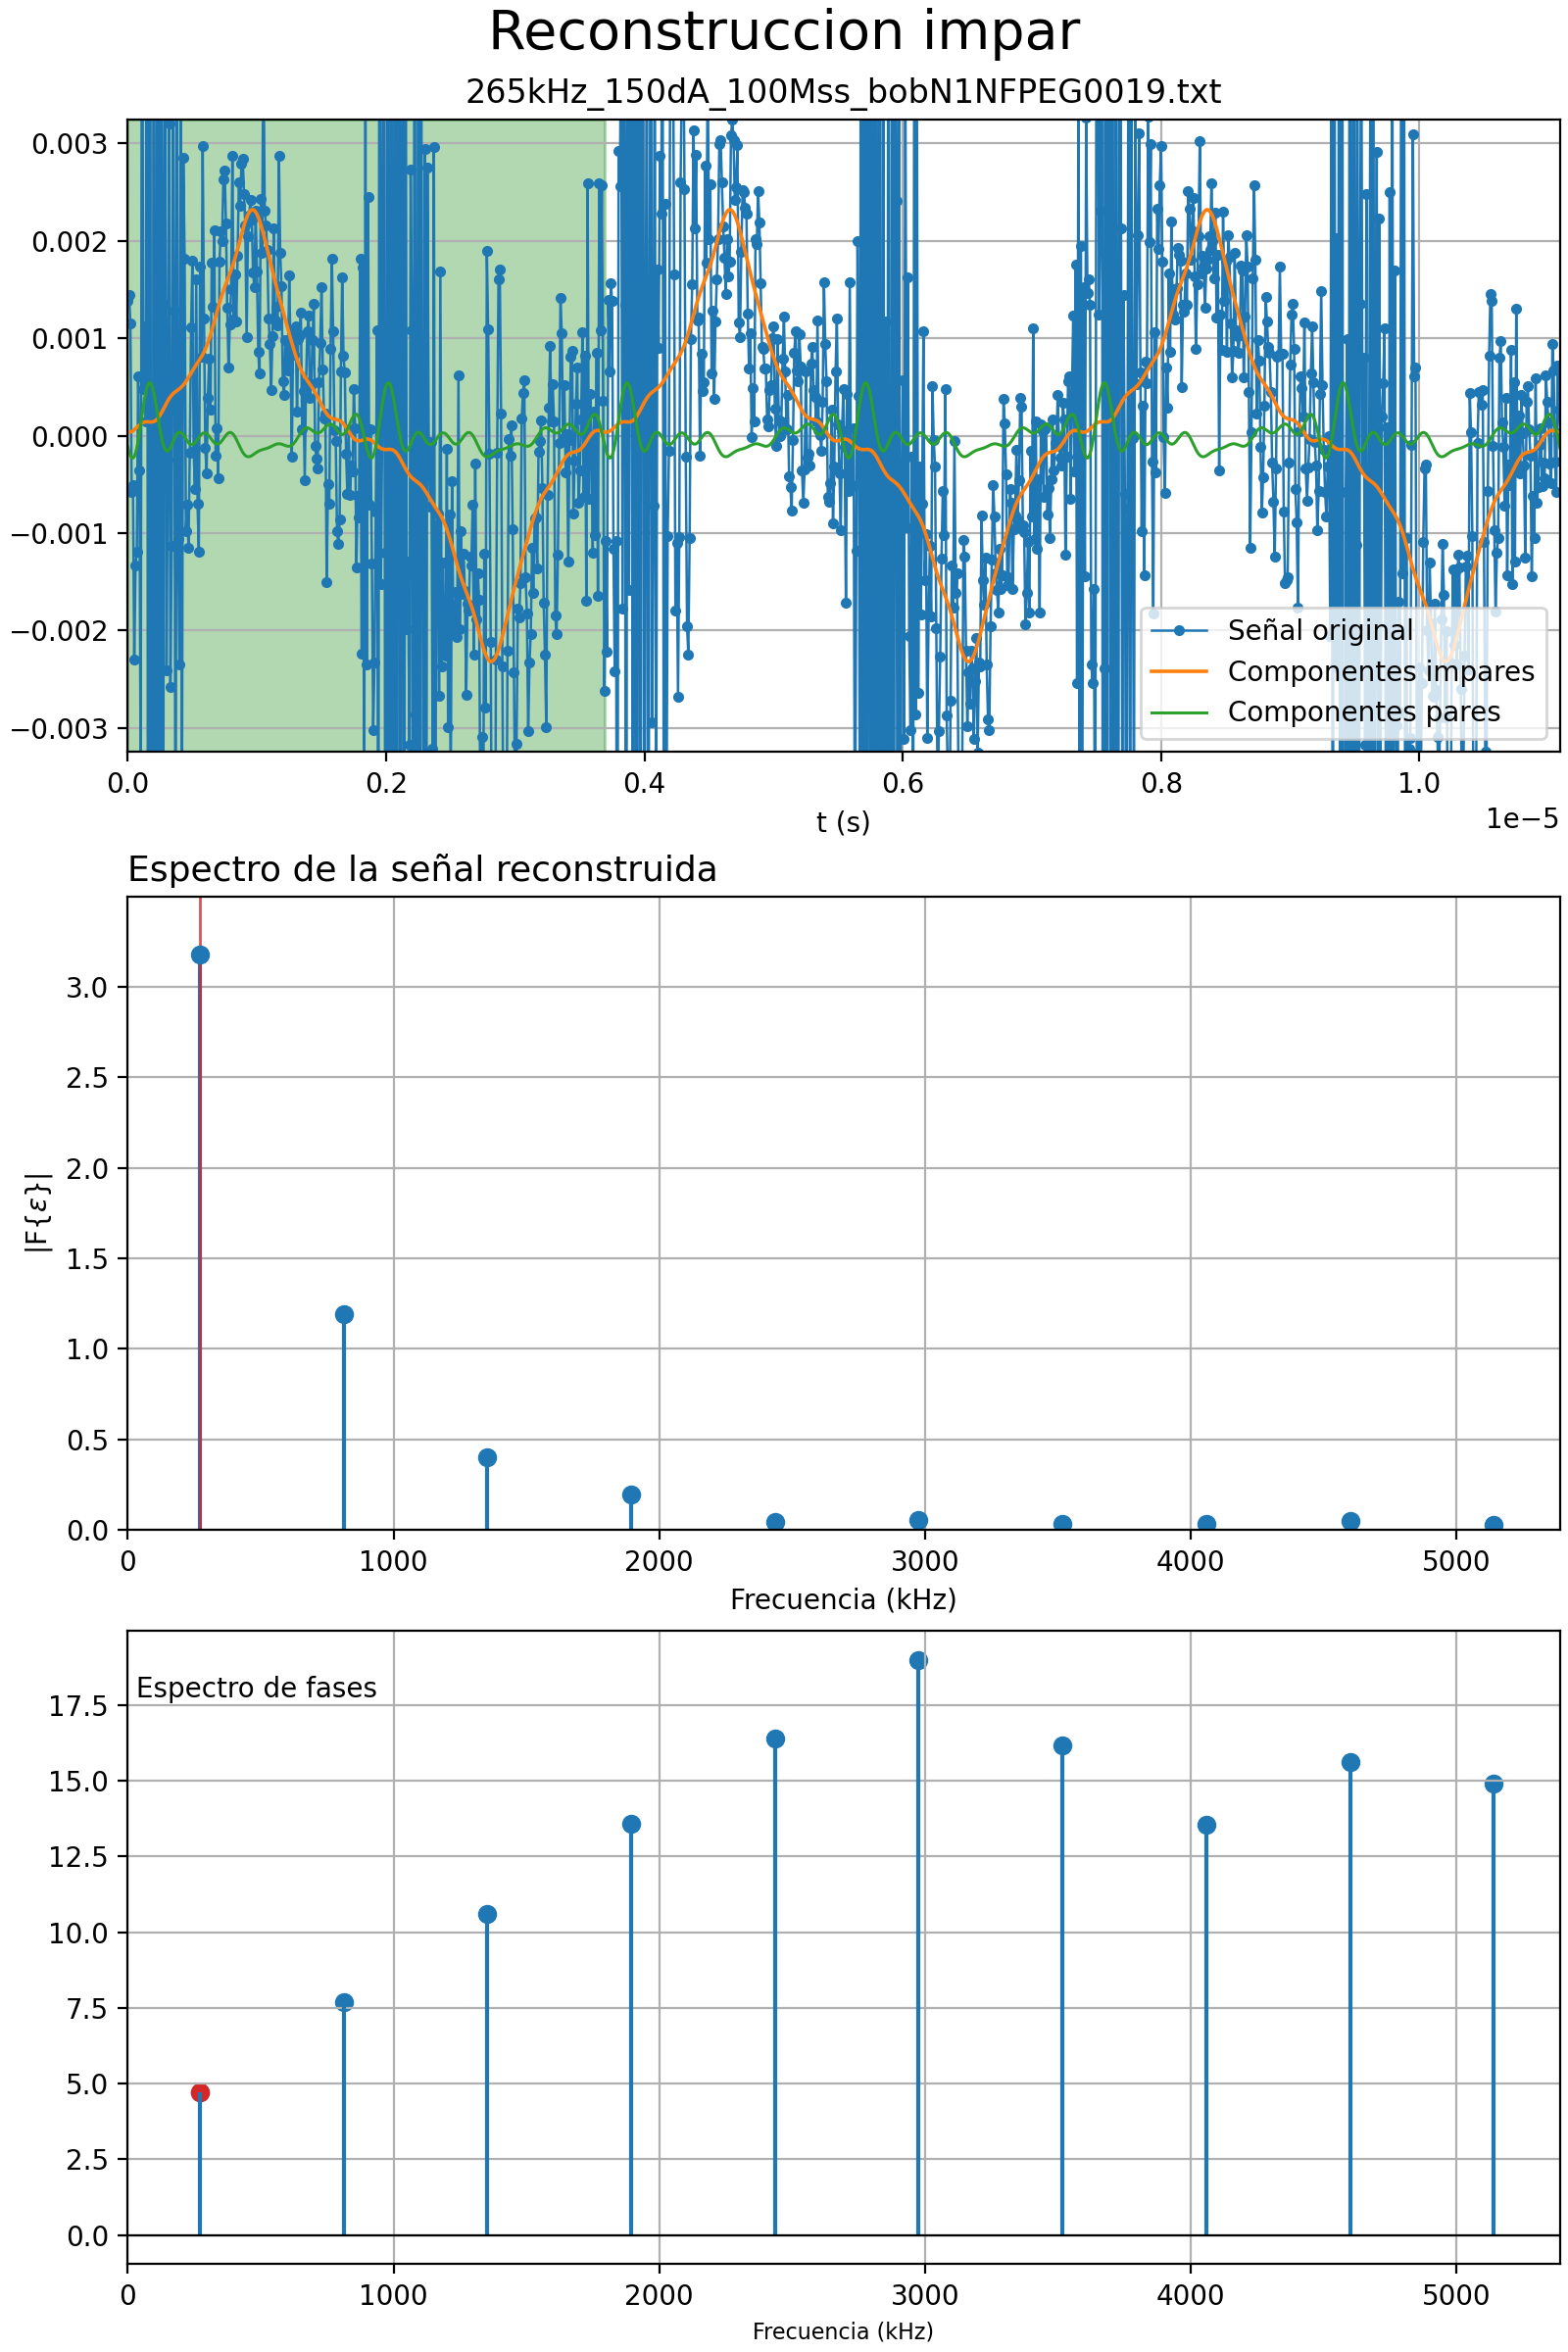 Reconstruccion impar
265kHz_150dA_100Mss_bobN1NFPEG0019.txt
0.003
0.002
0.001
0.000
−0.001
−0.002
−0.003
Señal original
Componentes impares
Componentes pares
0.0 0.2 0.4 0.6 0.8 1.0
1e−5
t (s)
Espectro de la señal reconstruida
3.0
2.5
2.0
1.5
1.0
0.5
0.0
|F{ε}|
0 1000 2000 3000 4000 5000
Frecuencia (kHz)
Espectro de fases
17.5
15.0
12.5
10.0
7.5
5.0
2.5
0.0
0 1000 2000 3000 4000 5000
Frecuencia (kHz)